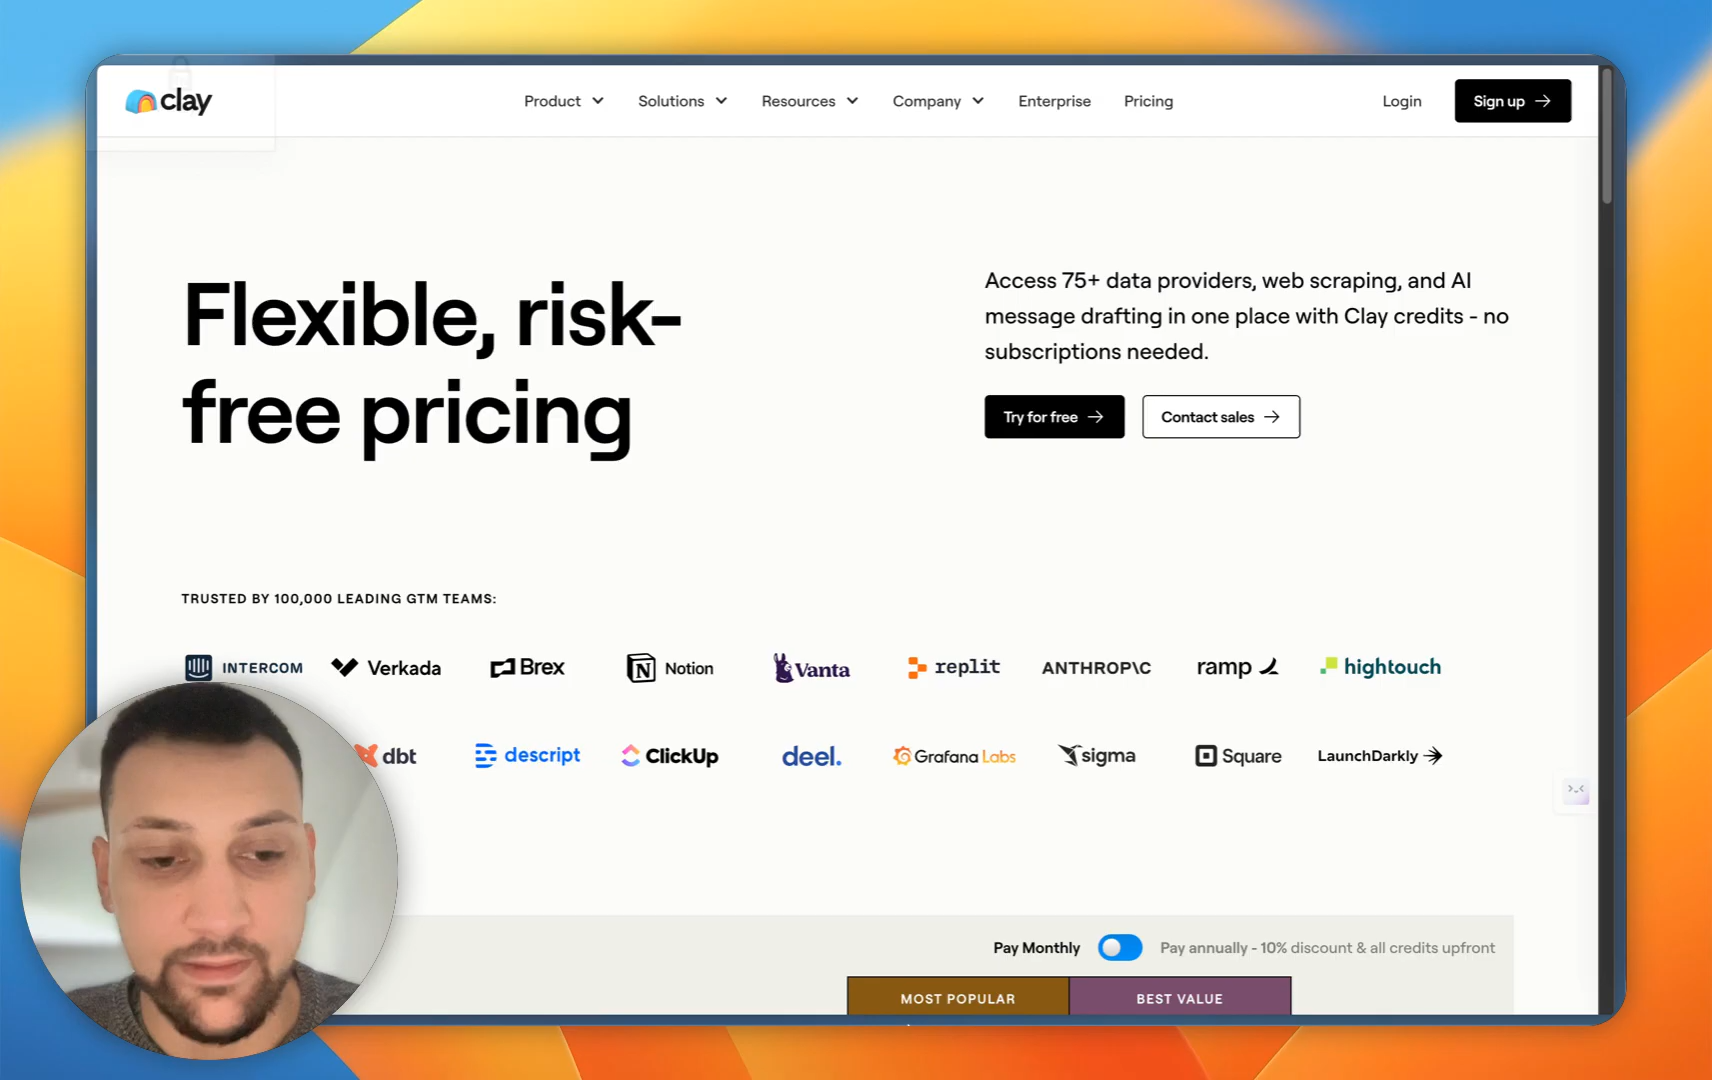 clay
Product
Solutions
Resources
Company
Enterprise
Pricing
Login
Sign up
Flexible, risk-
free pricing
Access 75+ data providers, web scraping, and AI
message drafting in one place with Clay credits - no
subscriptions needed.
Try for free
Contact sales
TRUSTED BY 100,000 LEADING GTM TEAMS:
INTERCOM
Verkada
Brex
Notion
Vanta
replit
ANTHROP\C
ramp
hightouch
dbt
descript
ClickUp
deel.
Grafana Labs
sigma
Square
LaunchDarkly
Pay Monthly
Pay annually - 10% discount & all credits upfront
MOST POPULAR
BEST VALUE